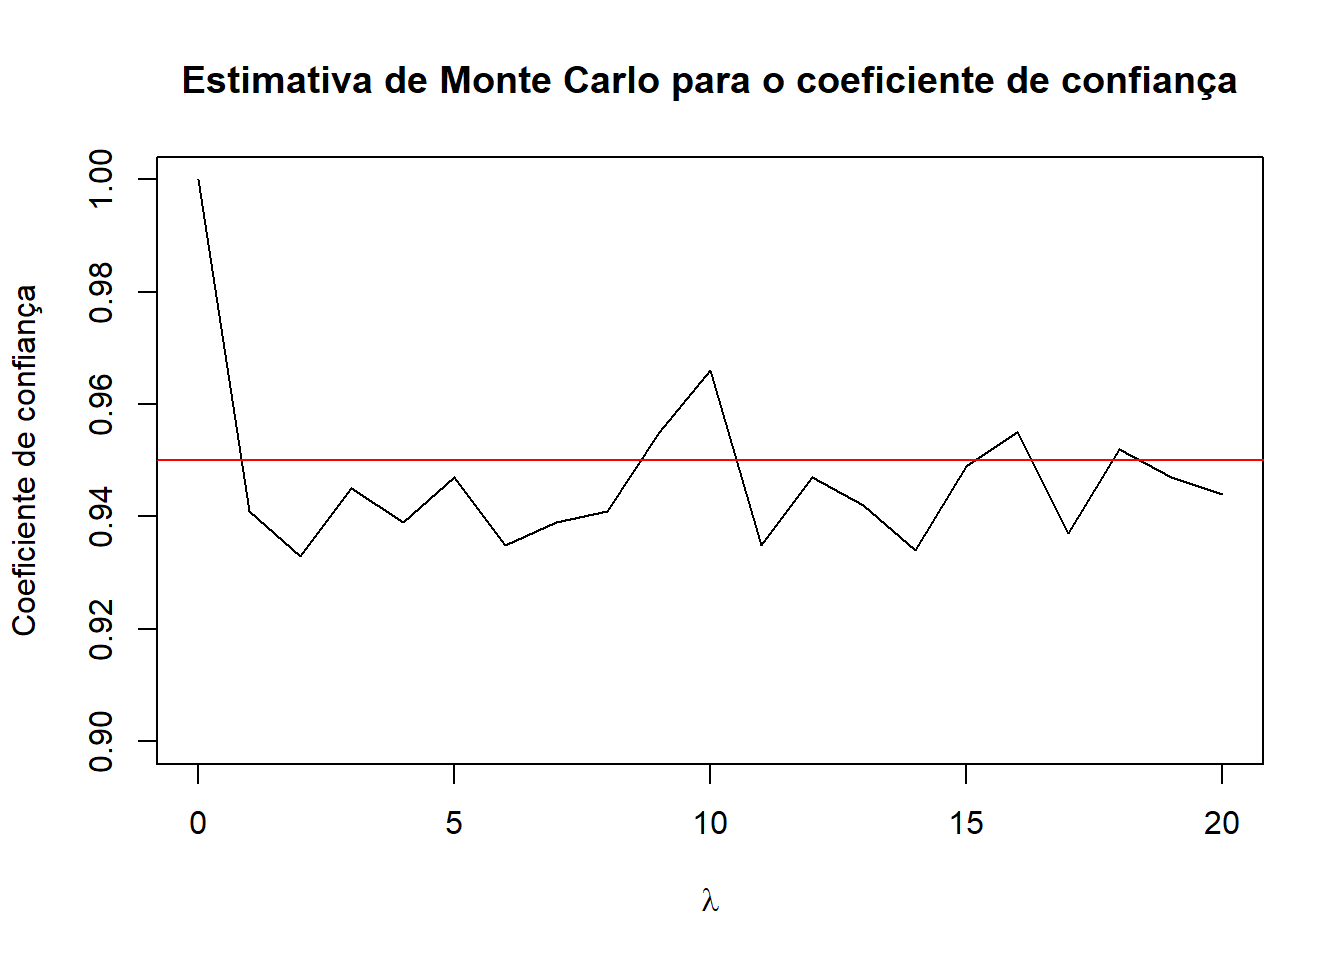 Estimativa de Monte Carlo para o coeficiente de confiança
Coeficiente de confiança
1.00
0.98
0.96
0.94
0.92
0.90
0 5 10 15 20
λ